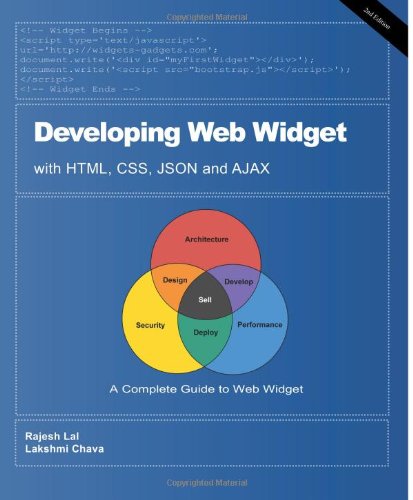 Copyrighted Material
2nd Edition
<!-- Widget Begins -->
<script type='text/javascript'>
url='http://widgets-gadgets.com';
document.write('<div id="myFirstWidget"></div>');
document.write('<script src="bootstrap.js"></script>');
</script>
<!-- Widget Ends -->
Developing Web Widget
with HTML, CSS, JSON and AJAX
Architecture
Design
Develop
Sell
Security
Performance
Deploy
A Complete Guide to Web Widget
Rajesh Lal
Lakshmi Chava
Copyrighted Material